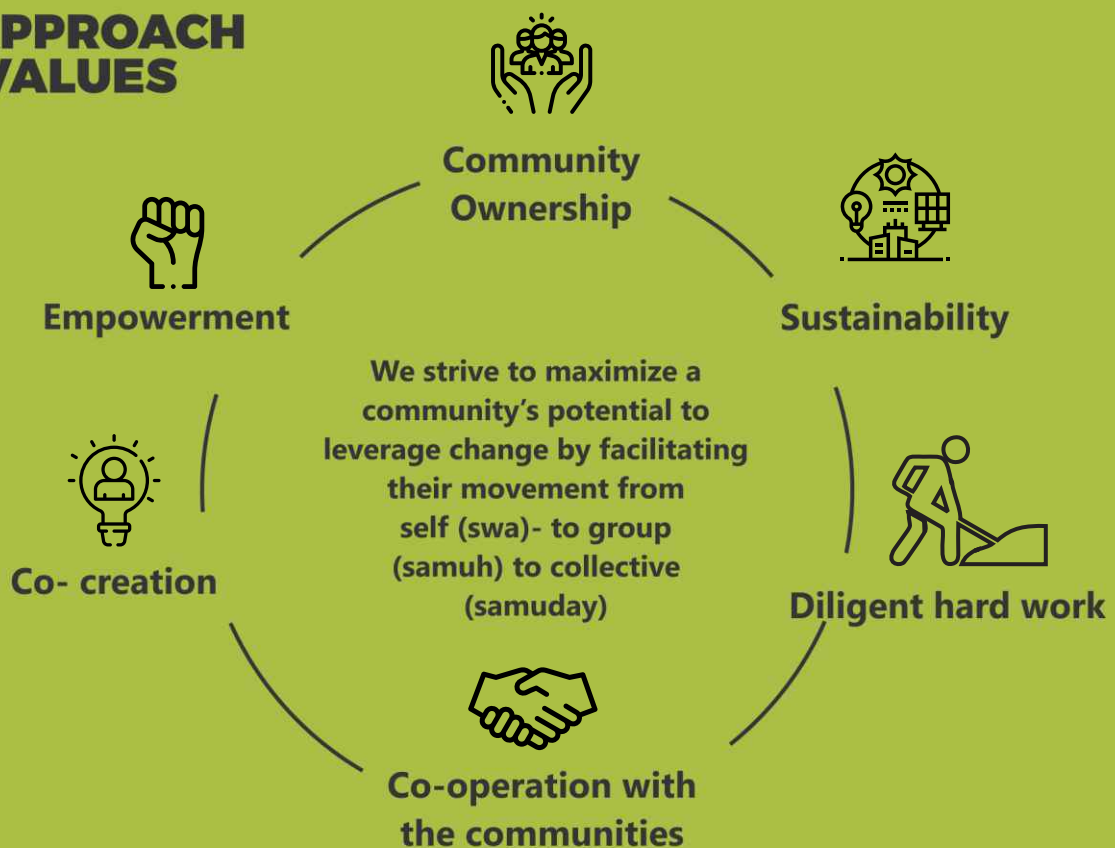 PPROACH
VALUES
Community
Ownership
Empowerment
Sustainability
We strive to maximize a
community's potential to
leverage change by facilitating
their movement from
self (swa)- to group
(samuh) to collective
(samuday)
Co- creation
Diligent hard work
Co-operation with
the communities